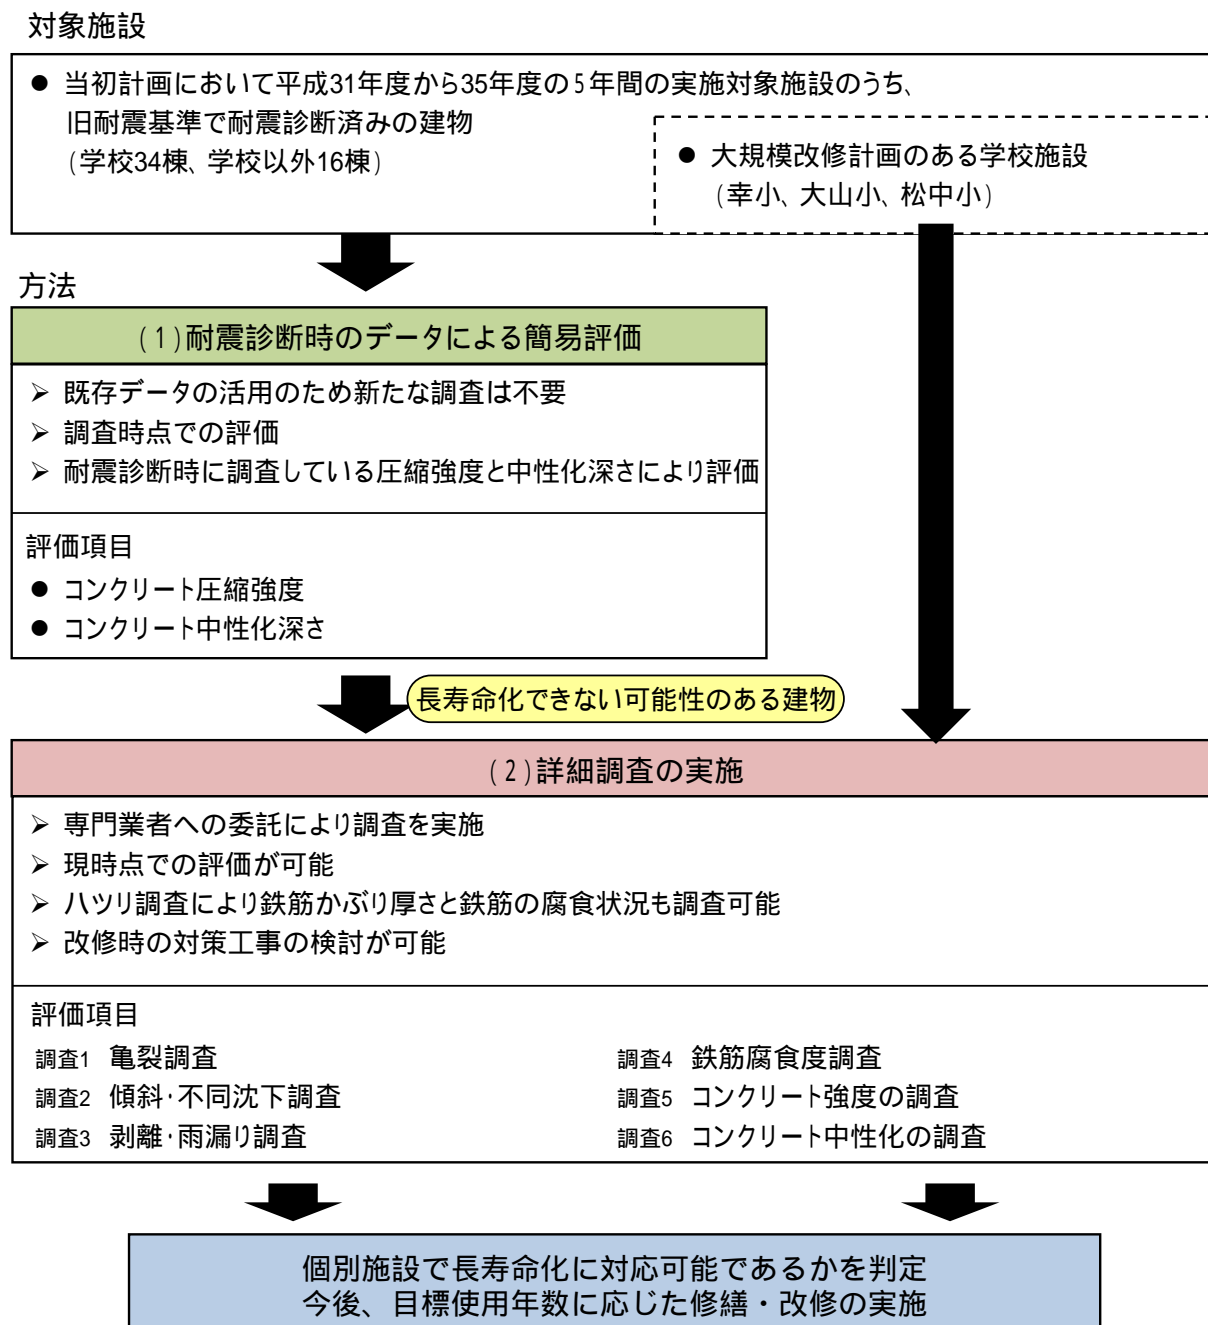 対象施設
● 当初計画において平成31年度から35年度の5年間の実施対象施設のうち、
旧耐震基準で耐震診断済みの建物
(学校34棟、学校以外16棟)
● 大規模改修計画のある学校施設
(幸小、大山小、松中小)
方法
(1)耐震診断時のデータによる簡易評価
➢ 既存データの活用のため新たな調査は不要
➢ 調査時点での評価
➢ 耐震診断時に調査している圧縮強度と中性化深さにより評価
評価項目
● コンクリート圧縮強度
● コンクリート中性化深さ
長寿命化できない可能性のある建物
(2)詳細調査の実施
➢ 専門業者への委託により調査を実施
➢ 現時点での評価が可能
➢ ハツリ調査により鉄筋かぶり厚さと鉄筋の腐食状況も調査可能
➢ 改修時の対策工事の検討が可能
評価項目
調査1 亀裂調査
調査2 傾斜・不同沈下調査
調査3 剥離・雨漏り調査
調査4 鉄筋腐食度調査
調査5 コンクリート強度の調査
調査6 コンクリート中性化の調査
個別施設で長寿命化に対応可能であるかを判定
今後、目標使用年数に応じた修繕・改修の実施